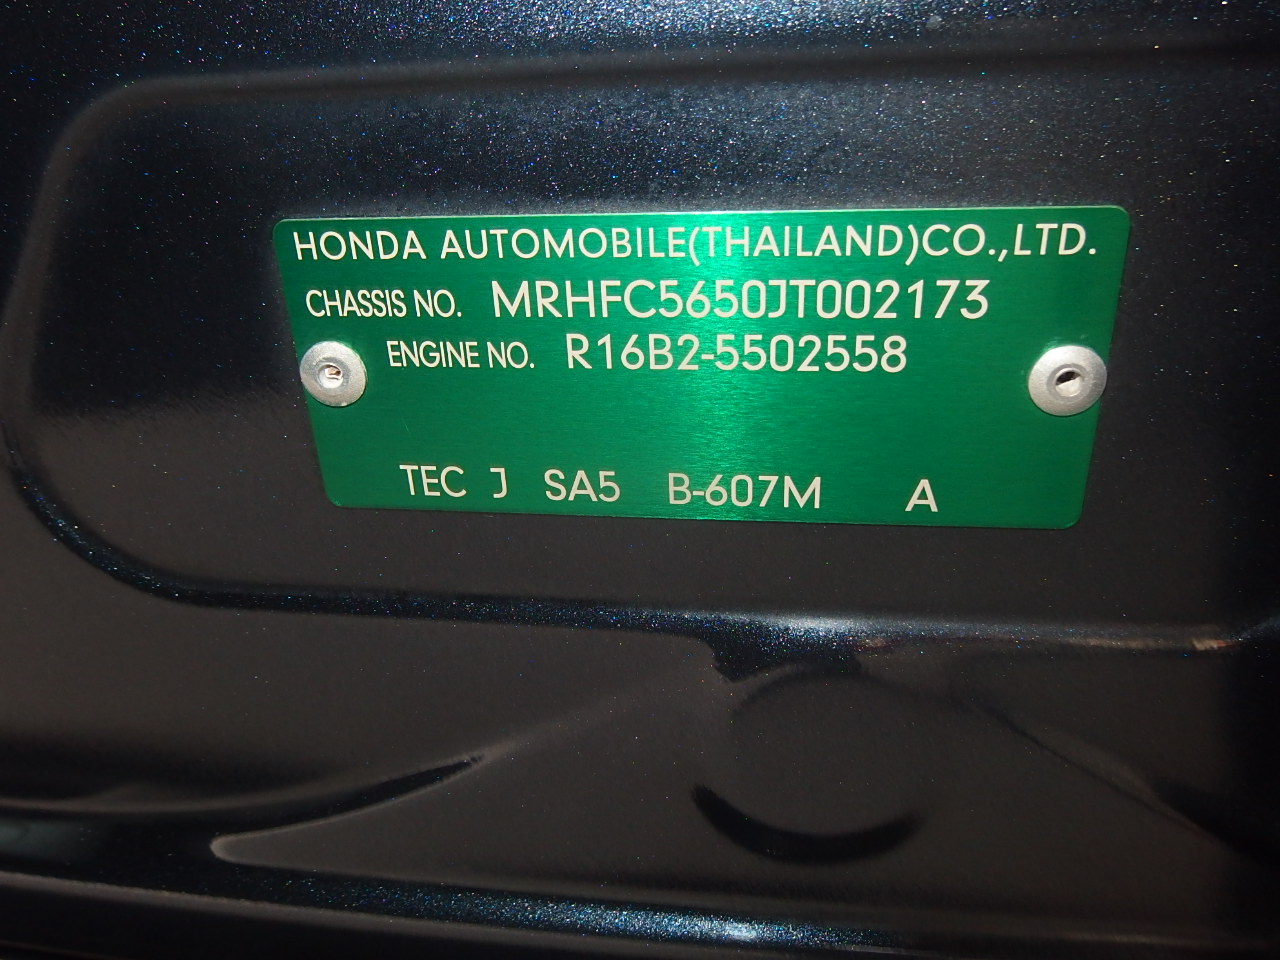 HONDA AUTOMOBILE(THAILAND)CO.,LTD.
CHASSIS NO. MRHFC5650JT002173
ENGINE NO. R16B2-5502558
TEC J SA5 B-607M A